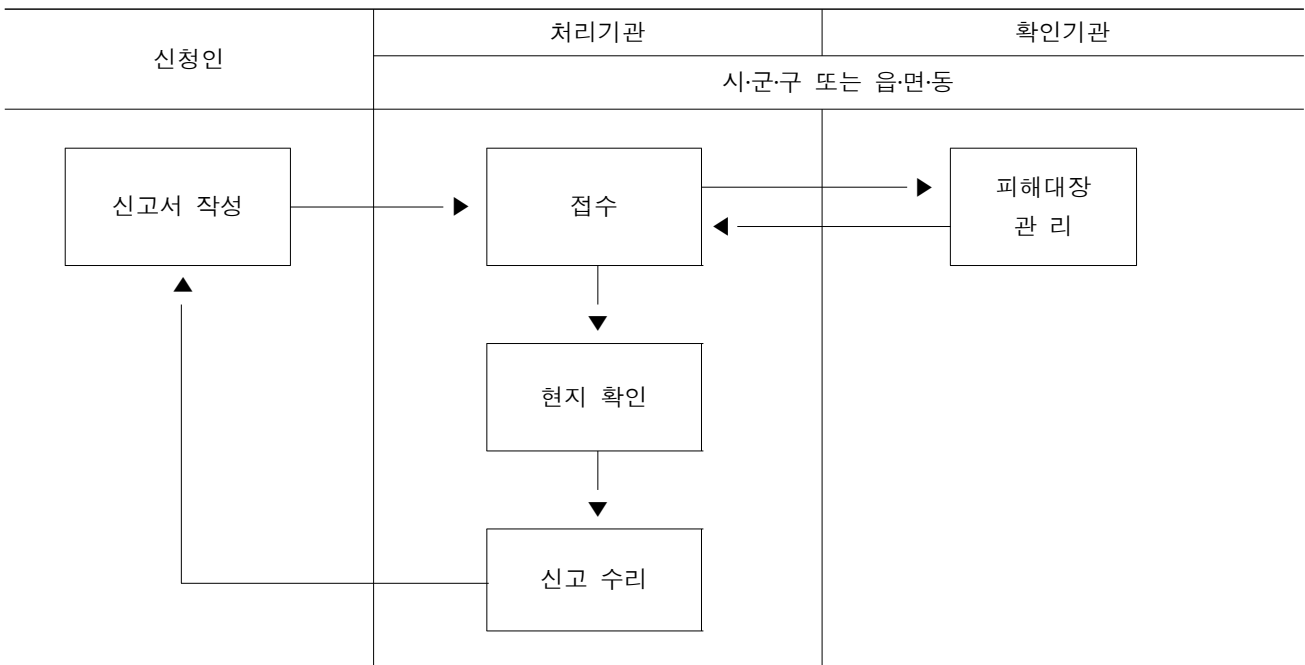 신청인
처리기관
확인기관
시·군·구 또는 읍·면·동
신고서 작성
접수
피해대장
관 리
현지 확인
신고 수리